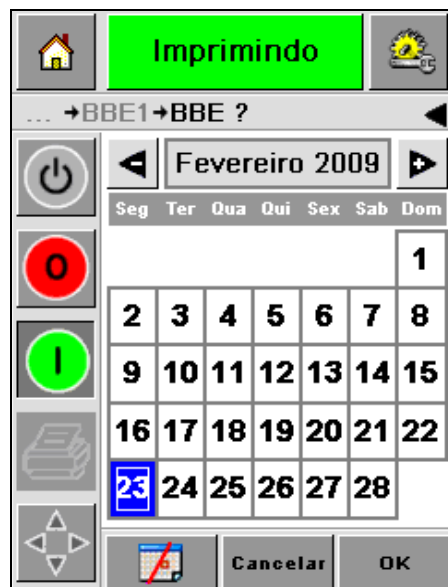 Imprimindo
... →BBE1→BBE ?
Fevereiro 2009
Seg Ter Qua Qui Sex Sab Dom
O
1
2 3 4 5 6 7 8
I
9 10 11 12 13 14 15
16 17 18 19 20 21 22
23 24 25 26 27 28
Cancelar OK